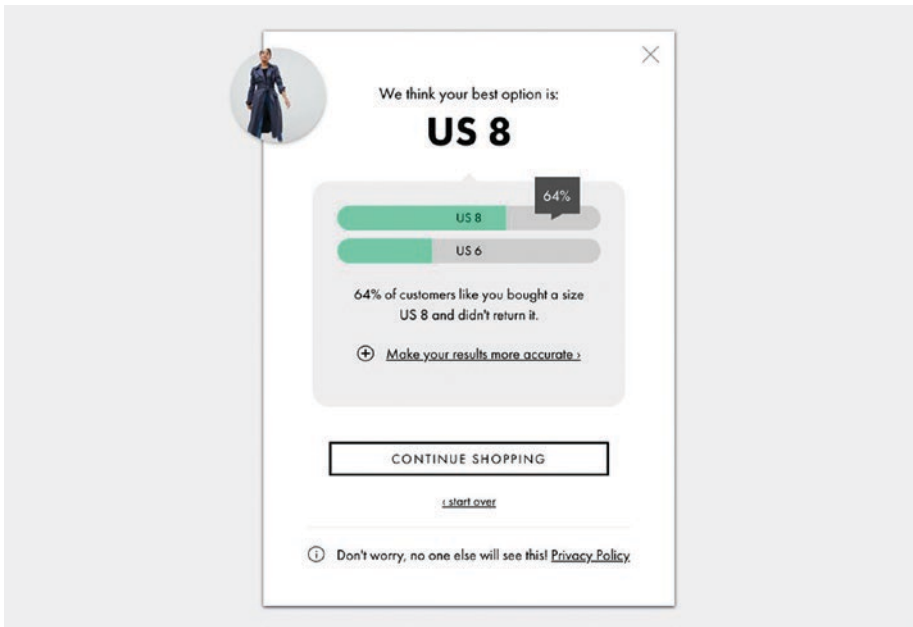 We think your best option is:
US 8
64%
US 8
US 6
64% of customers like you bought a size
US 8 and didn't return it.
Make your results more accurate ›
CONTINUE SHOPPING
‹ start over
Don't worry, no one else will see this! Privacy Policy